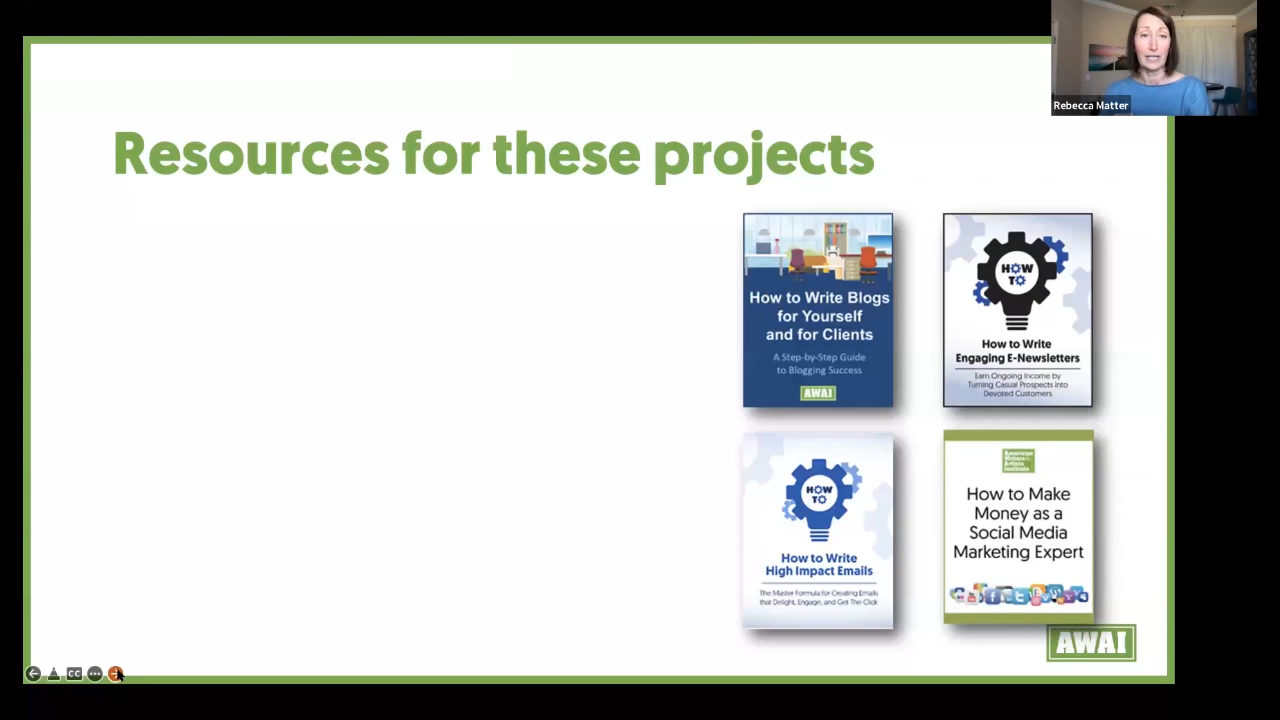 Rebecca Matter
Resources for these projects
How to Write Blogs
for Yourself
and for Clients
A Step-by-Step Guide
to Blogging Success
AWAI
HOW
TO
How to Write
Engaging E-Newsletters
Earn Ongoing Income by
Turning Casual Prospects into
Devoted Customers
HOW
TO
How to Write
High Impact Emails
The Master Formula for Creating Emails
that Delight, Engage, and Get The Click
American
Writers &
Artists
Institute
How to Make
Money as a
Social Media
Marketing Expert
AWAI
CC